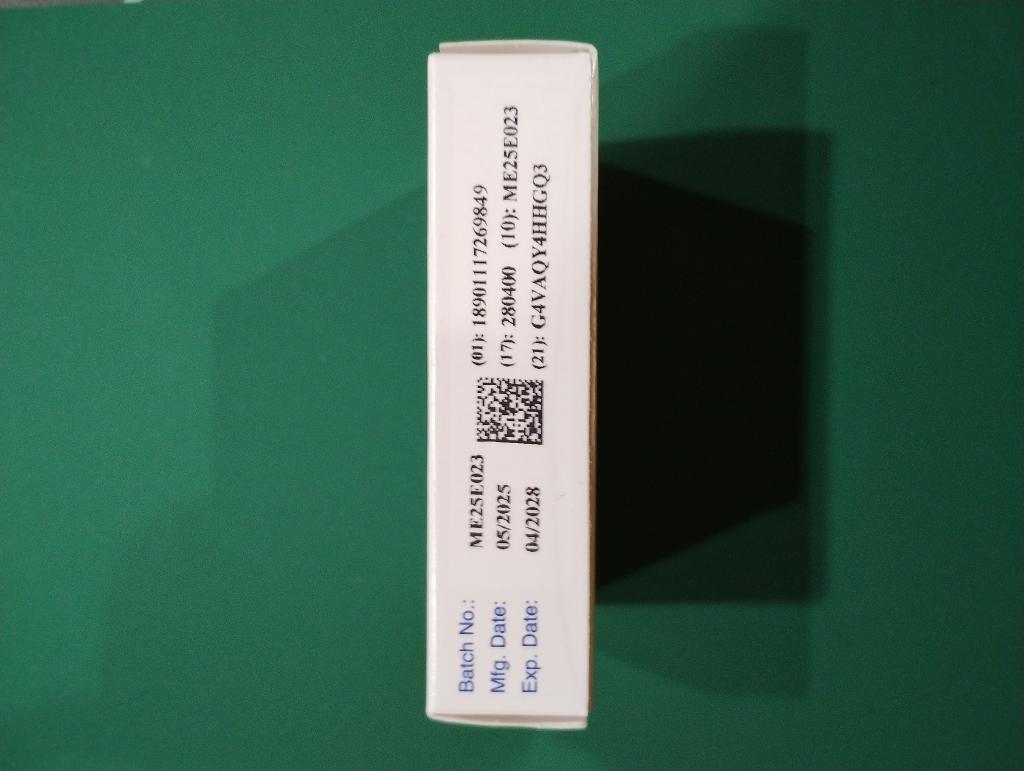 Batch No.: ME25E023 (01): 18901117269849
Mfg. Date: 05/2025 (17): 280400 (10): ME25E023
Exp. Date: 04/2028 (21): G4VAQY4HHGQ3